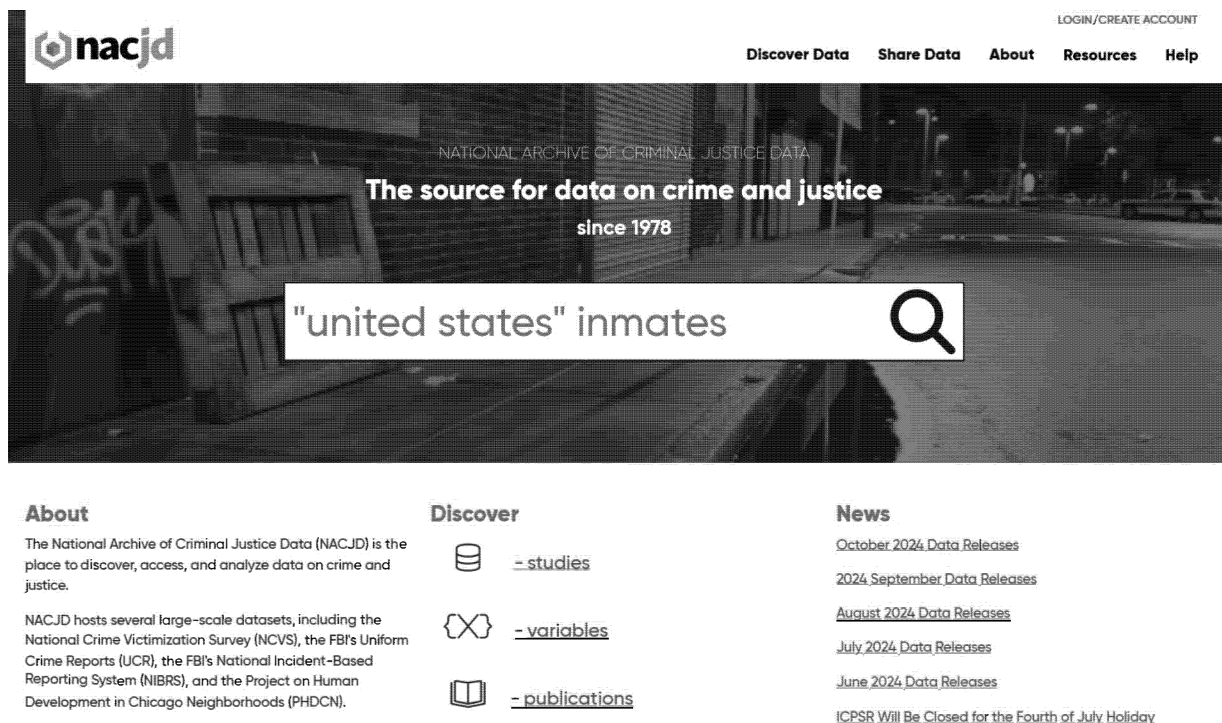 LOGIN/CREATE ACCOUNT
nacjd
Discover Data Share Data About Resources Help
NATIONAL ARCHIVE OF CRIMINAL JUSTICE DATA
The source for data on crime and justice
since 1978
"united states" inmates
About
The National Archive of Criminal Justice Data (NACJD) is the
place to discover, access, and analyze data on crime and
justice.
NACJD hosts several large-scale datasets, including the
National Crime Victimization Survey (NCVS), the FBI's Uniform
Crime Reports (UCR), the FBI's National Incident-Based
Reporting System (NIBRS), and the Project on Human
Development in Chicago Neighborhoods (PHDCN).
Discover
- studies
{X} - variables
- publications
News
October 2024 Data Releases
2024 September Data Releases
August 2024 Data Releases
July 2024 Data Releases
June 2024 Data Releases
ICPSR Will Be Closed for the Fourth of July Holiday